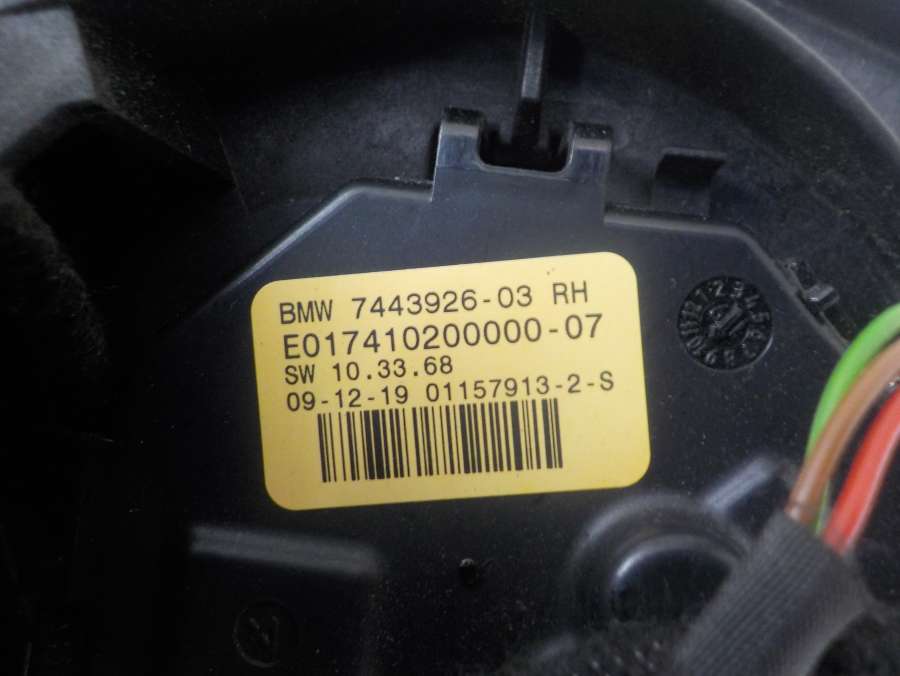 BMW 7443926-03 RH
E017410200000-07
SW 10.33.68
09-12-19 01157913-2-S